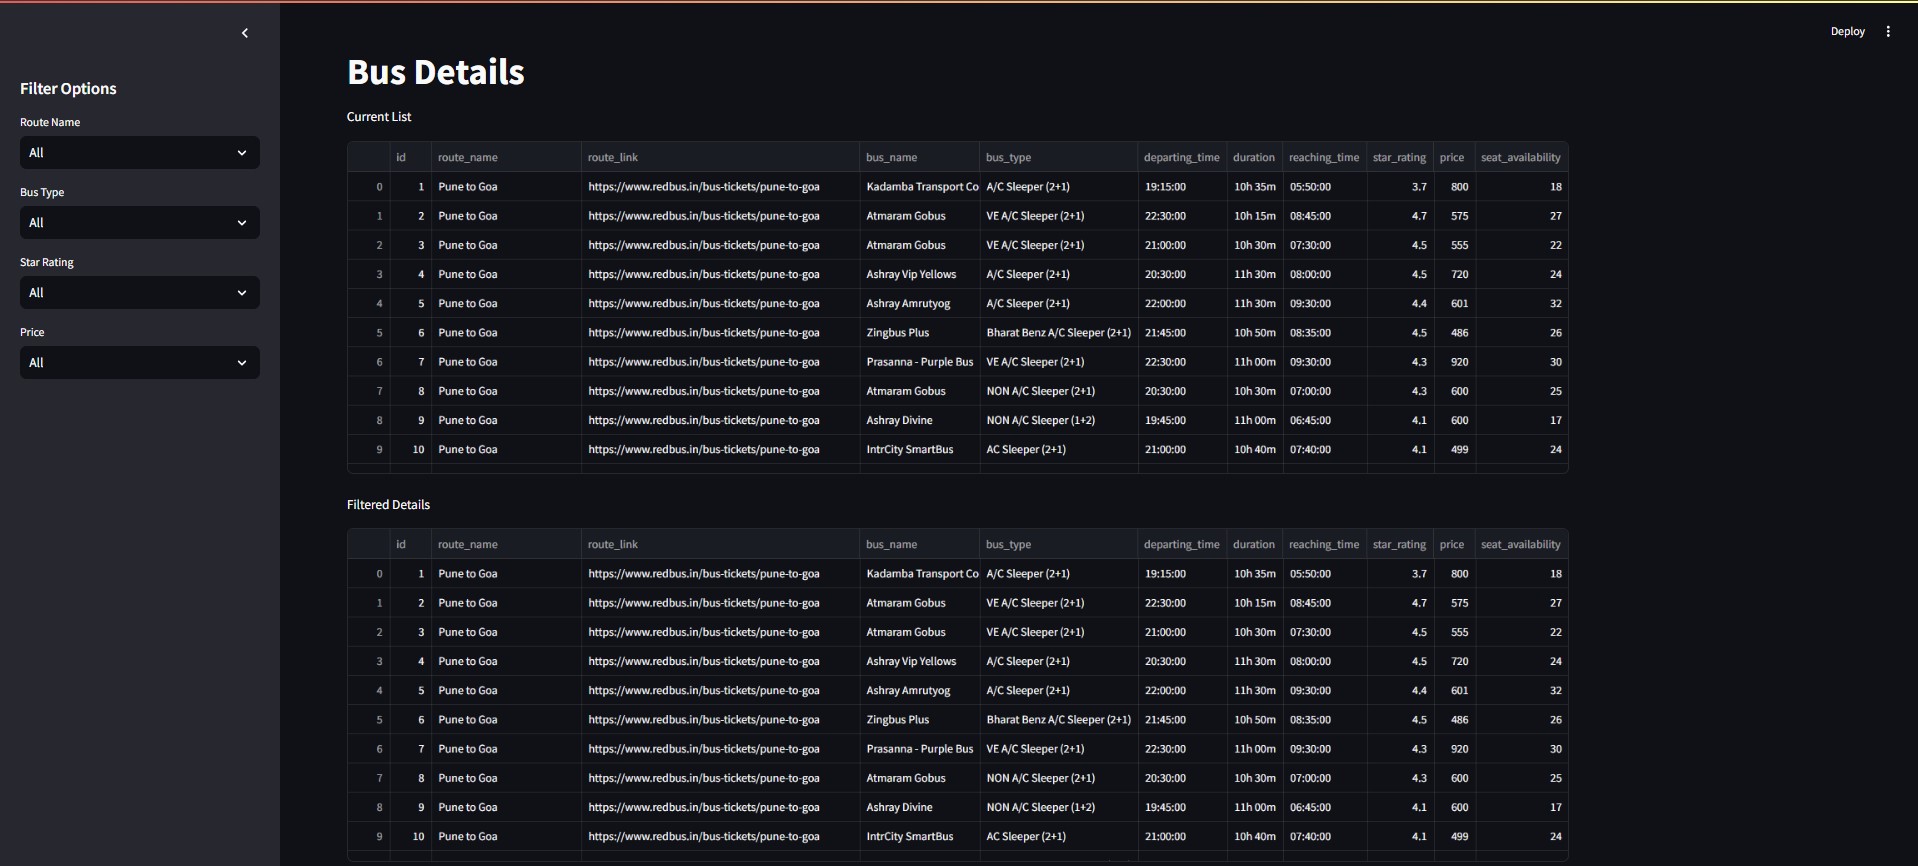 Deploy
Filter Options
Route Name
All
Bus Type
All
Star Rating
All
Price
All
Bus Details
Current List
id route_name route_link bus_name bus_type departing_time duration reaching_time star_rating price seat_availability
0 1 Pune to Goa https://www.redbus.in/bus-tickets/pune-to-goa Kadamba Transport Co A/C Sleeper (2+1) 19:15:00 10h 35m 05:50:00 3.7 800 18
1 2 Pune to Goa https://www.redbus.in/bus-tickets/pune-to-goa Atmaram Gobus VE A/C Sleeper (2+1) 22:30:00 10h 15m 08:45:00 4.7 575 27
2 3 Pune to Goa https://www.redbus.in/bus-tickets/pune-to-goa Atmaram Gobus VE A/C Sleeper (2+1) 21:00:00 10h 30m 07:30:00 4.5 555 22
3 4 Pune to Goa https://www.redbus.in/bus-tickets/pune-to-goa Ashray Vip Yellows A/C Sleeper (2+1) 20:30:00 11h 30m 08:00:00 4.5 720 24
4 5 Pune to Goa https://www.redbus.in/bus-tickets/pune-to-goa Ashray Amrutyog A/C Sleeper (2+1) 22:00:00 11h 30m 09:30:00 4.4 601 32
5 6 Pune to Goa https://www.redbus.in/bus-tickets/pune-to-goa Zingbus Plus Bharat Benz A/C Sleeper (2+1) 21:45:00 10h 50m 08:35:00 4.5 486 26
6 7 Pune to Goa https://www.redbus.in/bus-tickets/pune-to-goa Prasanna - Purple Bus VE A/C Sleeper (2+1) 22:30:00 11h 00m 09:30:00 4.3 920 30
7 8 Pune to Goa https://www.redbus.in/bus-tickets/pune-to-goa Atmaram Gobus NON A/C Sleeper (2+1) 20:30:00 10h 30m 07:00:00 4.3 600 25
8 9 Pune to Goa https://www.redbus.in/bus-tickets/pune-to-goa Ashray Divine NON A/C Sleeper (1+2) 19:45:00 11h 00m 06:45:00 4.1 600 17
9 10 Pune to Goa https://www.redbus.in/bus-tickets/pune-to-goa IntrCity SmartBus AC Sleeper (2+1) 21:00:00 10h 40m 07:40:00 4.1 499 24
Filtered Details
id route_name route_link bus_name bus_type departing_time duration reaching_time star_rating price seat_availability
0 1 Pune to Goa https://www.redbus.in/bus-tickets/pune-to-goa Kadamba Transport Co A/C Sleeper (2+1) 19:15:00 10h 35m 05:50:00 3.7 800 18
1 2 Pune to Goa https://www.redbus.in/bus-tickets/pune-to-goa Atmaram Gobus VE A/C Sleeper (2+1) 22:30:00 10h 15m 08:45:00 4.7 575 27
2 3 Pune to Goa https://www.redbus.in/bus-tickets/pune-to-goa Atmaram Gobus VE A/C Sleeper (2+1) 21:00:00 10h 30m 07:30:00 4.5 555 22
3 4 Pune to Goa https://www.redbus.in/bus-tickets/pune-to-goa Ashray Vip Yellows A/C Sleeper (2+1) 20:30:00 11h 30m 08:00:00 4.5 720 24
4 5 Pune to Goa https://www.redbus.in/bus-tickets/pune-to-goa Ashray Amrutyog A/C Sleeper (2+1) 22:00:00 11h 30m 09:30:00 4.4 601 32
5 6 Pune to Goa https://www.redbus.in/bus-tickets/pune-to-goa Zingbus Plus Bharat Benz A/C Sleeper (2+1) 21:45:00 10h 50m 08:35:00 4.5 486 26
6 7 Pune to Goa https://www.redbus.in/bus-tickets/pune-to-goa Prasanna - Purple Bus VE A/C Sleeper (2+1) 22:30:00 11h 00m 09:30:00 4.3 920 30
7 8 Pune to Goa https://www.redbus.in/bus-tickets/pune-to-goa Atmaram Gobus NON A/C Sleeper (2+1) 20:30:00 10h 30m 07:00:00 4.3 600 25
8 9 Pune to Goa https://www.redbus.in/bus-tickets/pune-to-goa Ashray Divine NON A/C Sleeper (1+2) 19:45:00 11h 00m 06:45:00 4.1 600 17
9 10 Pune to Goa https://www.redbus.in/bus-tickets/pune-to-goa IntrCity SmartBus AC Sleeper (2+1) 21:00:00 10h 40m 07:40:00 4.1 499 24